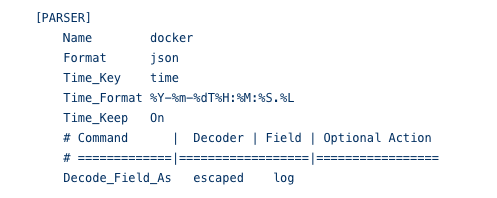 [PARSER]
    Name        docker
    Format      json
    Time_Key    time
    Time_Format %Y-%m-%dT%H:%M:%S.%L
    Time_Keep   On
    # Command      |  Decoder | Field | Optional Action
    # =============|==================|=================
    Decode_Field_As   escaped    log